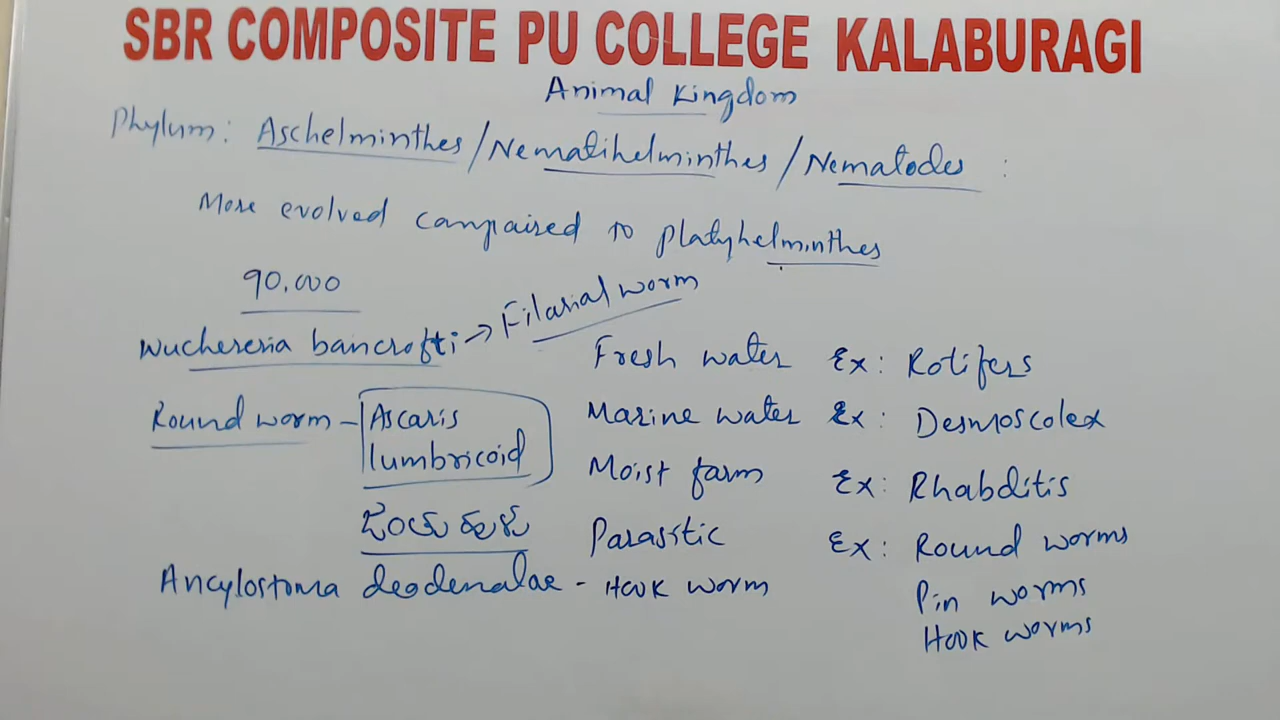 SBR COMPOSITE PU COLLEGE KALABURAGI
Animal Kingdom
Phylum: Aschelminthes / Nematihelminthes / Nematodes :
More evolved campaired to platyhelminthes
90,000
Wuchereria bancrofti → Filarial worm
Round worm - Ascaris
lumbricoid
ಜಂತು ಹುಳು
Ancylostoma deodenalae - Hook worm
Fresh water Ex: Rotifers
Marine water Ex: Desmoscolex
Moist farm Ex: Rhabditis
Parasitic Ex: Round worms
Pin worms
Hook worms